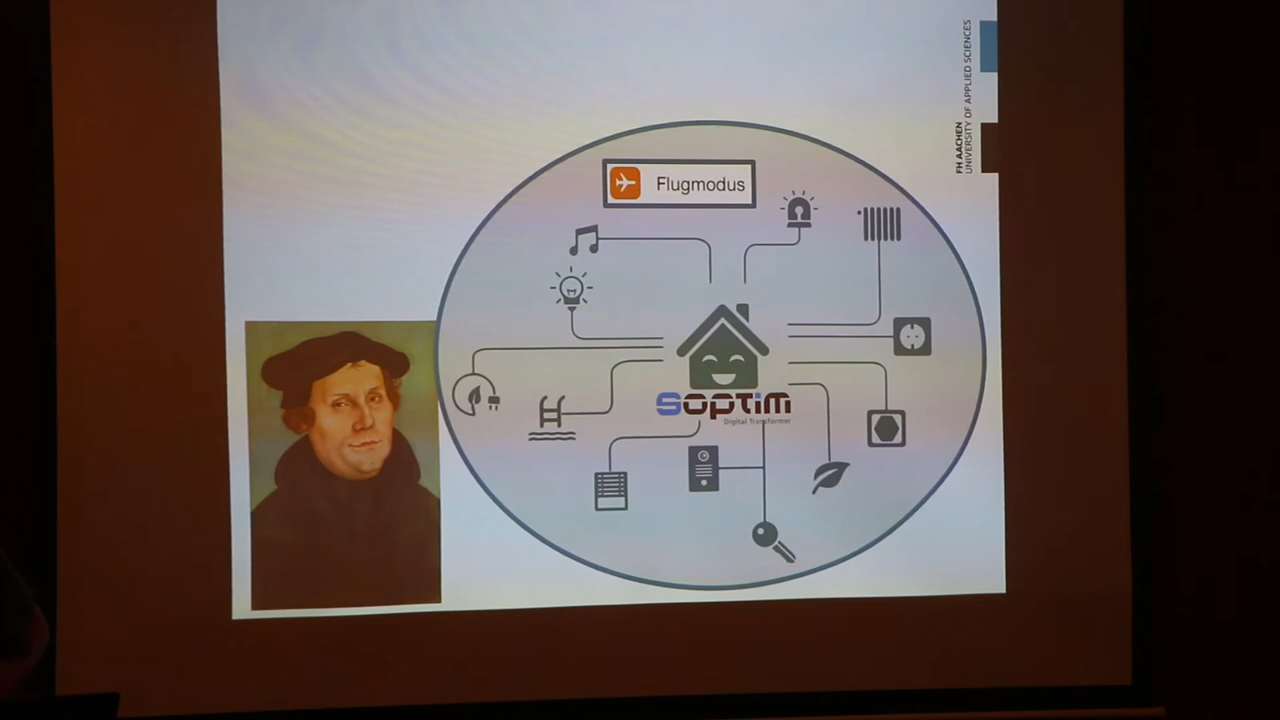 FH AACHEN
UNIVERSITY OF APPLIED SCIENCES
Flugmodus
SOPTIM
Digital Transformer